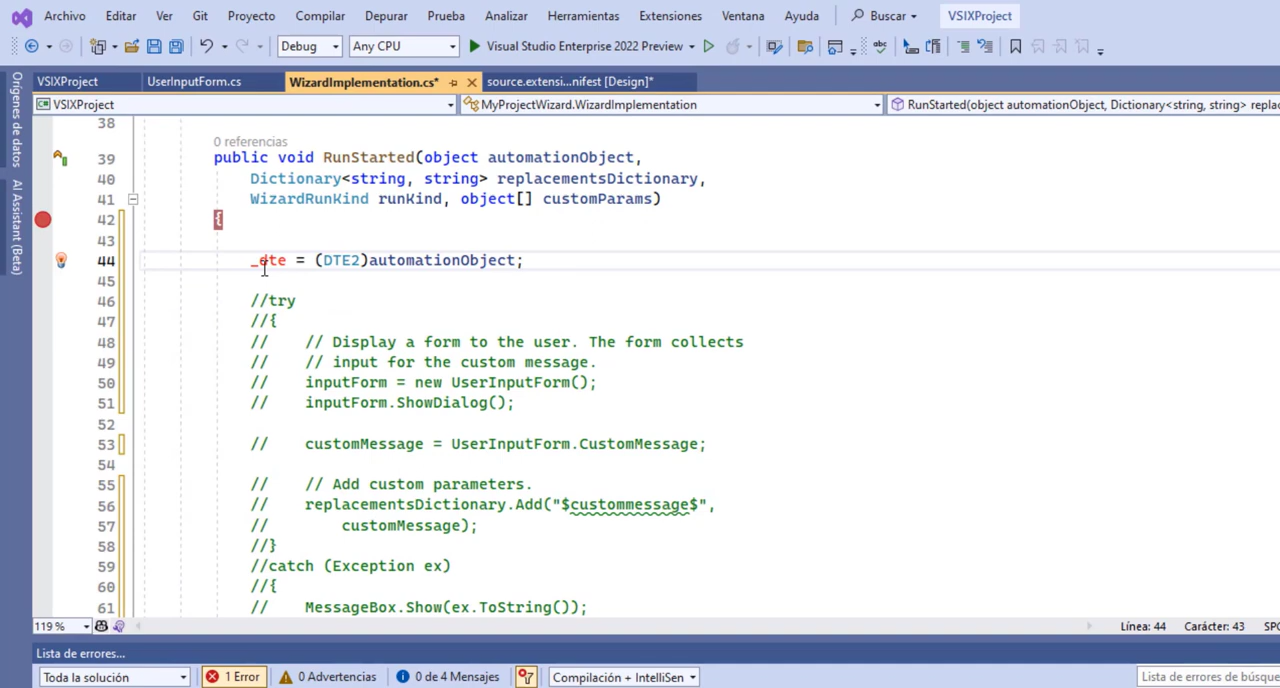 Archivo Editar Ver Git Proyecto Compilar Depurar Prueba Analizar Herramientas Extensiones Ventana Ayuda Buscar VSIXProject
Debug Any CPU Visual Studio Enterprise 2022 Preview
VSIXProject UserInputForm.cs WizardImplementation.cs* source.extensi...nifest [Design]*
VSIXProject MyProjectWizard.WizardImplementation RunStarted(object automationObject, Dictionary<string, string> replac
Orígenes de datos
AI Assistant (Beta)
38
0 referencias
39 public void RunStarted(object automationObject,
40 Dictionary<string, string> replacementsDictionary,
41 WizardRunKind runKind, object[] customParams)
42 {
43
44 _dte = (DTE2)automationObject;
45
46 //try
47 //{
48 // // Display a form to the user. The form collects
49 // // input for the custom message.
50 // inputForm = new UserInputForm();
51 // inputForm.ShowDialog();
52
53 // customMessage = UserInputForm.CustomMessage;
54
55 // // Add custom parameters.
56 // replacementsDictionary.Add("$custommessage$",
57 // customMessage);
58 //}
59 //catch (Exception ex)
60 //{
61 // MessageBox.Show(ex.ToString());
119 % Línea: 44 Carácter: 43 SPC
Lista de errores...
Toda la solución 1 Error 0 Advertencias 0 de 4 Mensajes Compilación + IntelliSen Lista de errores de búsque